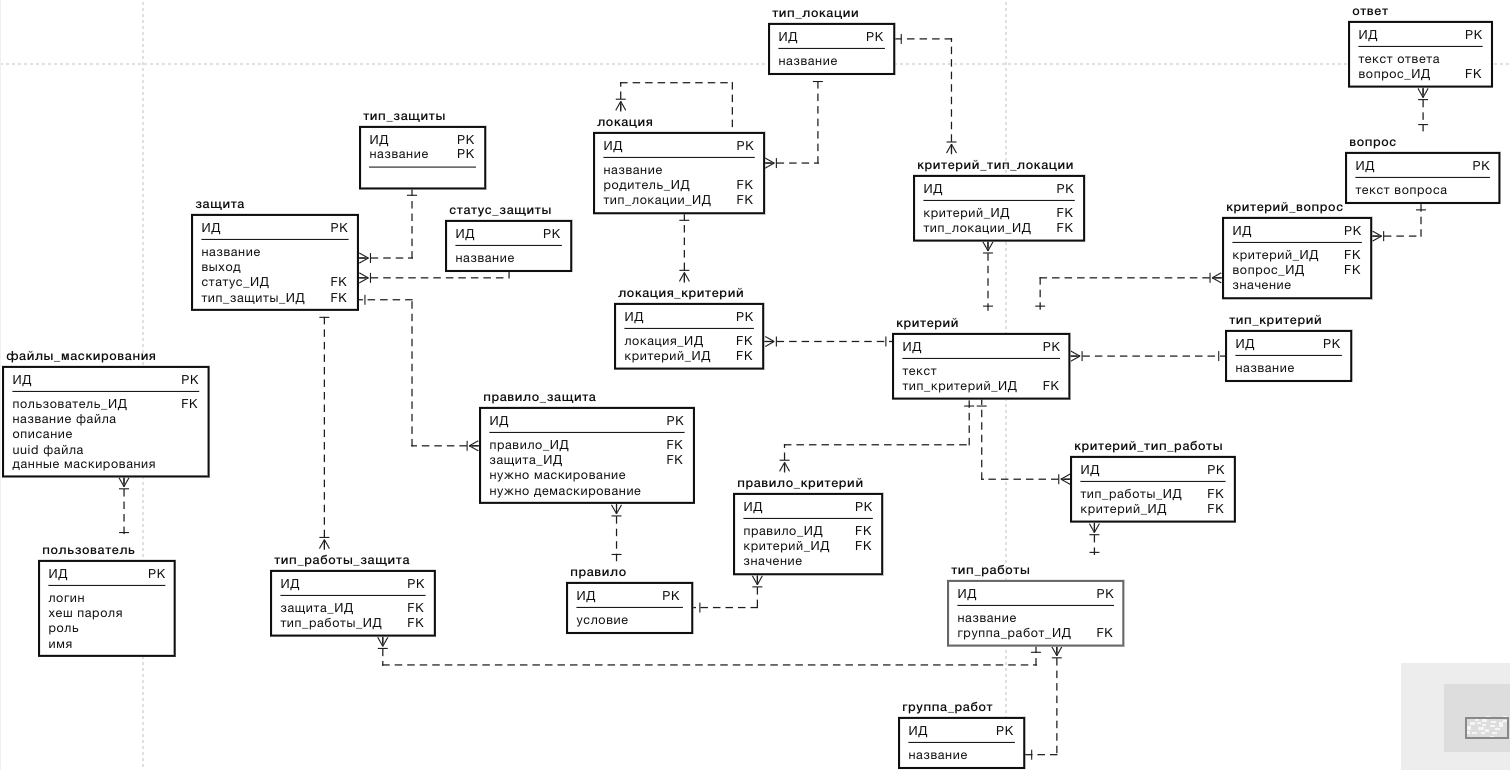 тип_локации
ИД PK
название
ответ
ИД PK
текст ответа
вопрос_ИД FK
тип_защиты
ИД PK
название PK
локация
ИД PK
название
родитель_ИД FK
тип_локации_ИД FK
критерий_тип_локации
ИД PK
критерий_ИД FK
тип_локации_ИД FK
вопрос
ИД PK
текст вопроса
защита
ИД PK
название
выход
статус_ИД FK
тип_защиты_ИД FK
статус_защиты
ИД PK
название
критерий_вопрос
ИД PK
критерий_ИД FK
вопрос_ИД FK
значение
локация_критерий
ИД PK
локация_ИД FK
критерий_ИД FK
критерий
ИД PK
текст
тип_критерий_ИД FK
тип_критерий
ИД PK
название
файлы_маскирования
ИД PK
пользователь_ИД FK
название файла
описание
uuid файла
данные маскирования
правило_защита
ИД PK
правило_ИД FK
защита_ИД FK
нужно маскирование
нужно демаскирование
критерий_тип_работы
ИД PK
тип_работы_ИД FK
критерий_ИД FK
правило_критерий
ИД PK
правило_ИД FK
критерий_ИД FK
значение
пользователь
ИД PK
логин
хеш пароля
роль
имя
тип_работы_защита
ИД PK
защита_ИД FK
тип_работы_ИД FK
правило
ИД PK
условие
тип_работы
ИД PK
название
группа_работ_ИД FK
группа_работ
ИД PK
название